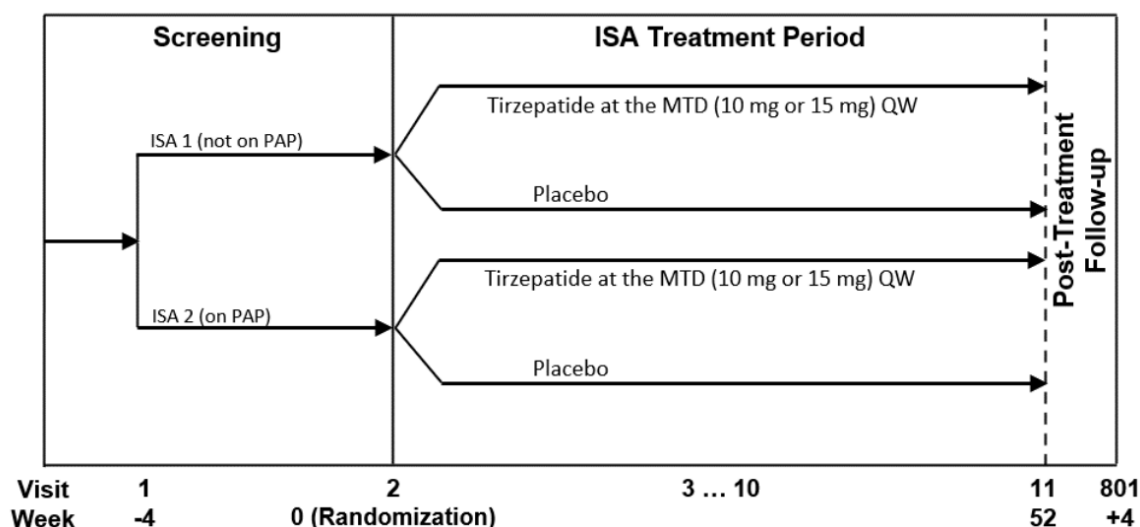 Screening
ISA Treatment Period
Tirzepatide at the MTD (10 mg or 15 mg) QW
ISA 1 (not on PAP)
Placebo
Tirzepatide at the MTD (10 mg or 15 mg) QW
ISA 2 (on PAP)
Placebo
Post-Treatment
Follow-up
Visit 1 2 3 … 10 11 801
Week -4 0 (Randomization) 52 +4